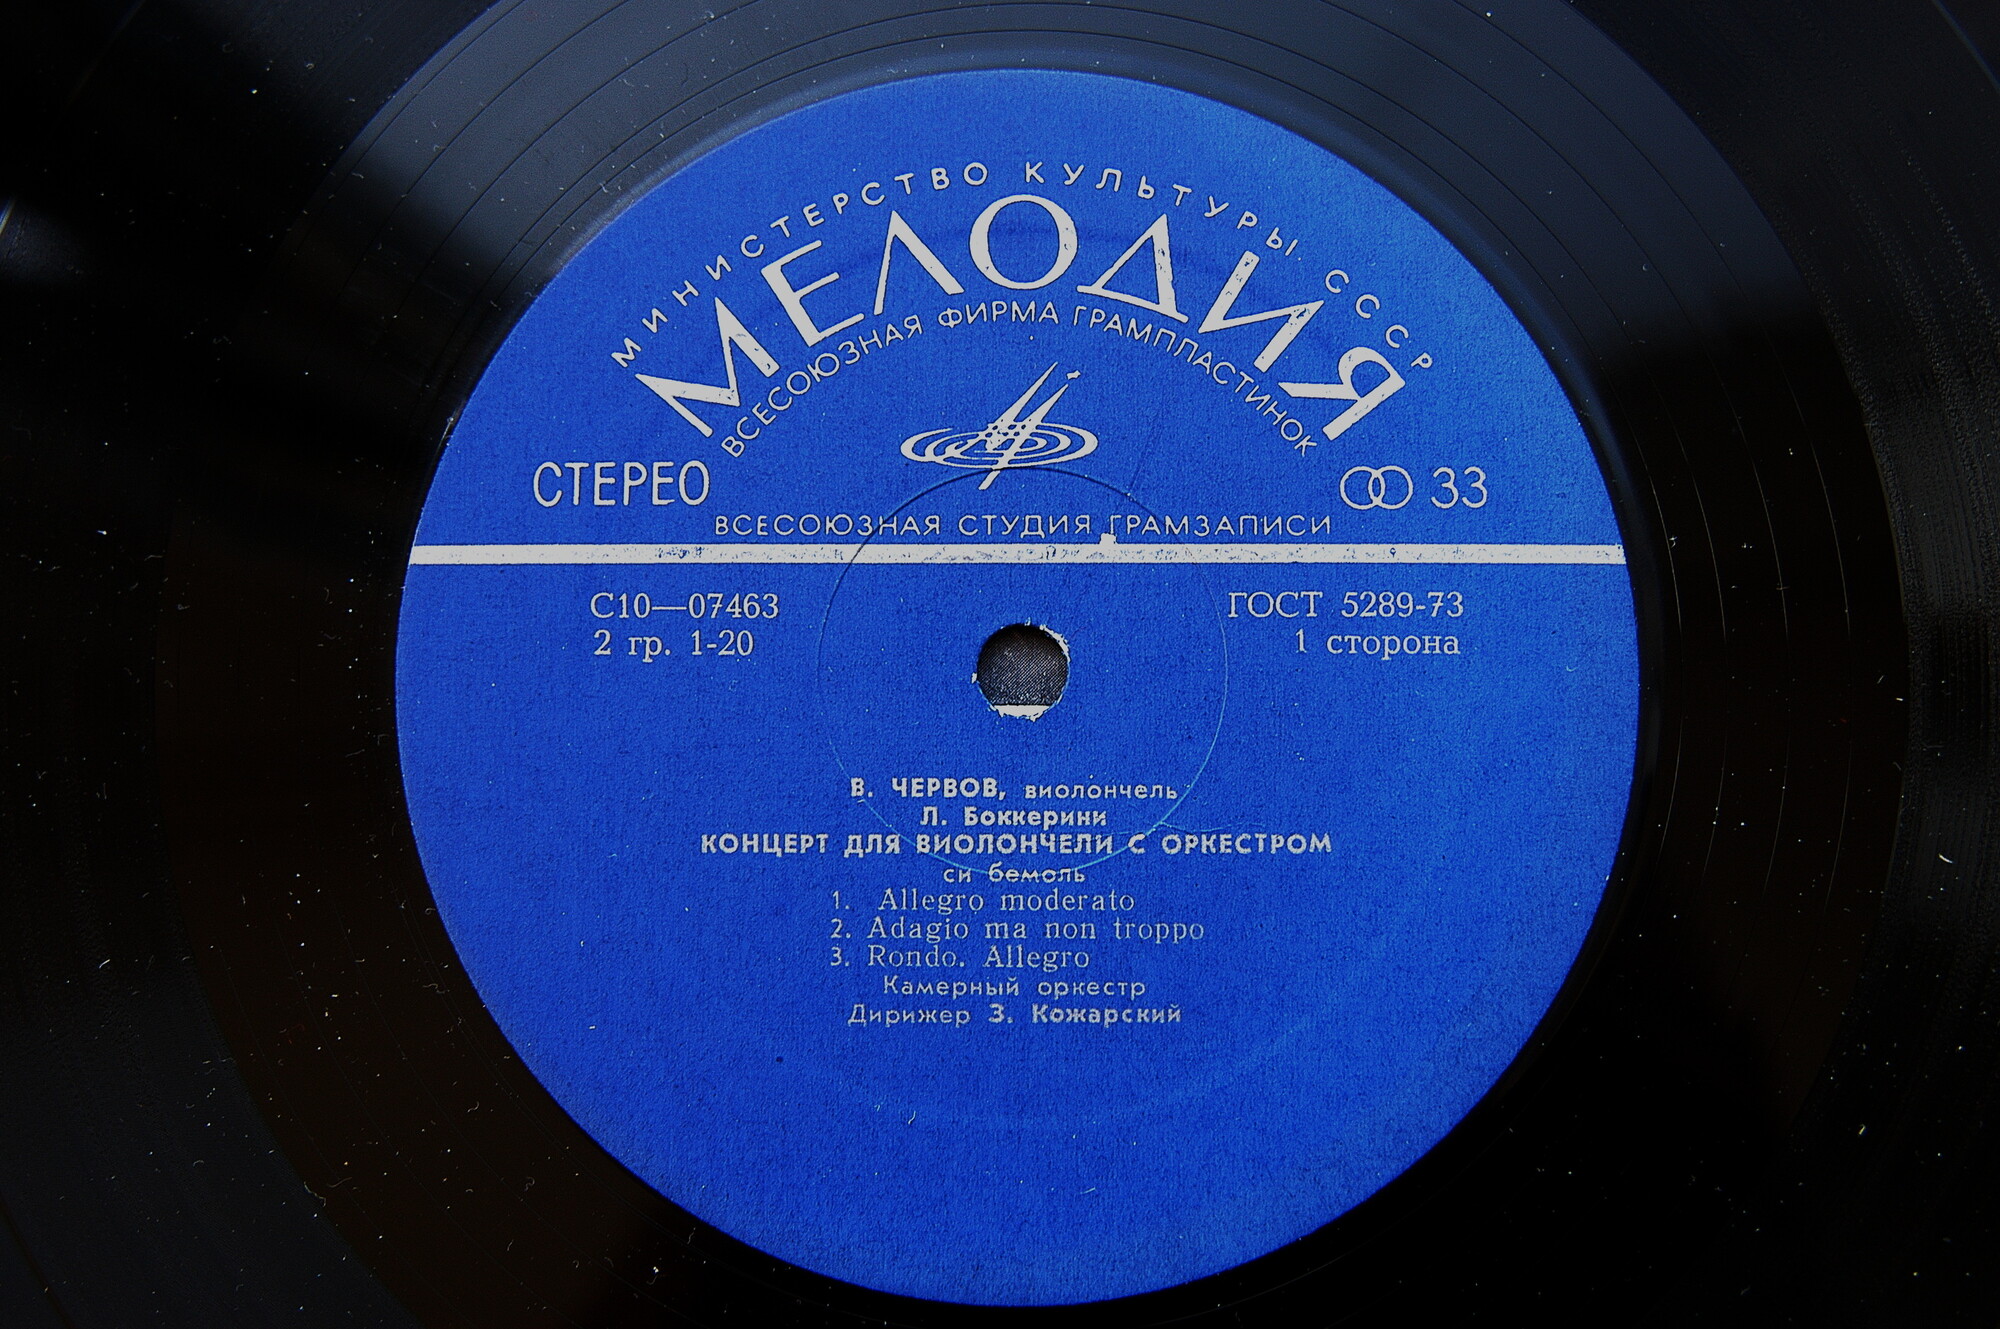 МИНИСТЕРСТВО КУЛЬТУРЫ СССР
МЕЛОДИЯ
ВСЕСОЮЗНАЯ ФИРМА ГРАМПЛАСТИНОК
СТЕРЕО
33
ВСЕСОЮЗНАЯ СТУДИЯ ГРАМЗАПИСИ
С10—07463
ГОСТ 5289-73
2 гр. 1-20
1 сторона
В. ЧЕРВОВ, виолончель
Л. Боккерини
КОНЦЕРТ ДЛЯ ВИОЛОНЧЕЛИ С ОРКЕСТРОМ
си бемоль
1. Allegro moderato
2. Adagio ma non troppo
3. Rondo. Allegro
Камерный оркестр
Дирижер З. Кожарский